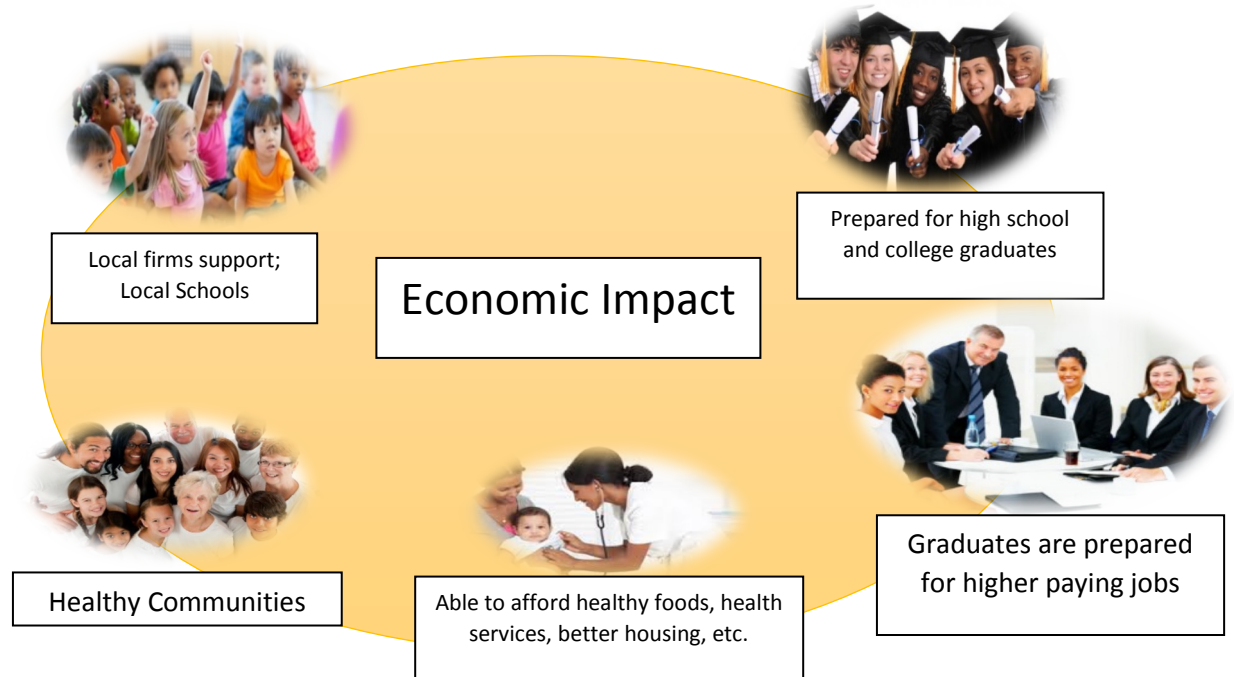 Prepared for high school
and college graduates
Local firms support;
Local Schools
Economic Impact
Graduates are prepared
for higher paying jobs
Able to afford healthy foods, health
services, better housing, etc.
Healthy Communities